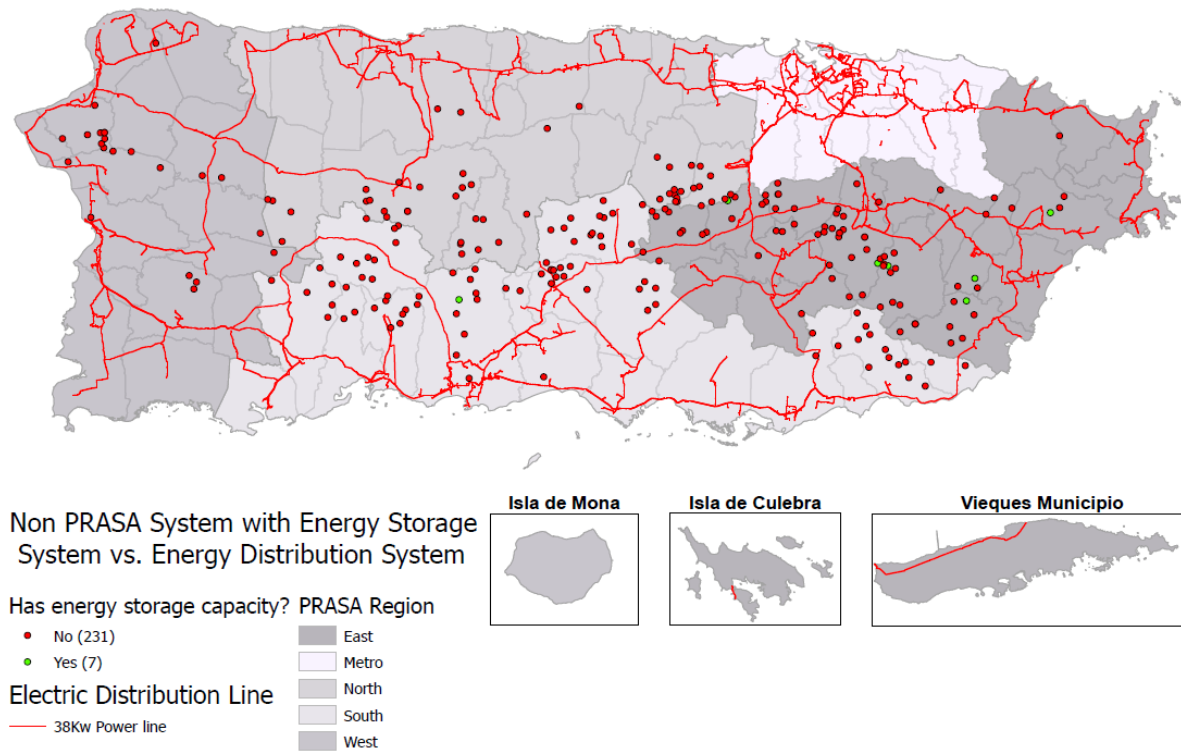 Isla de Mona
Isla de Culebra
Vieques Municipio
Non PRASA System with Energy Storage
System vs. Energy Distribution System
Has energy storage capacity?
No (231)
Yes (7)
Electric Distribution Line
38Kw Power line
PRASA Region
East
Metro
North
South
West